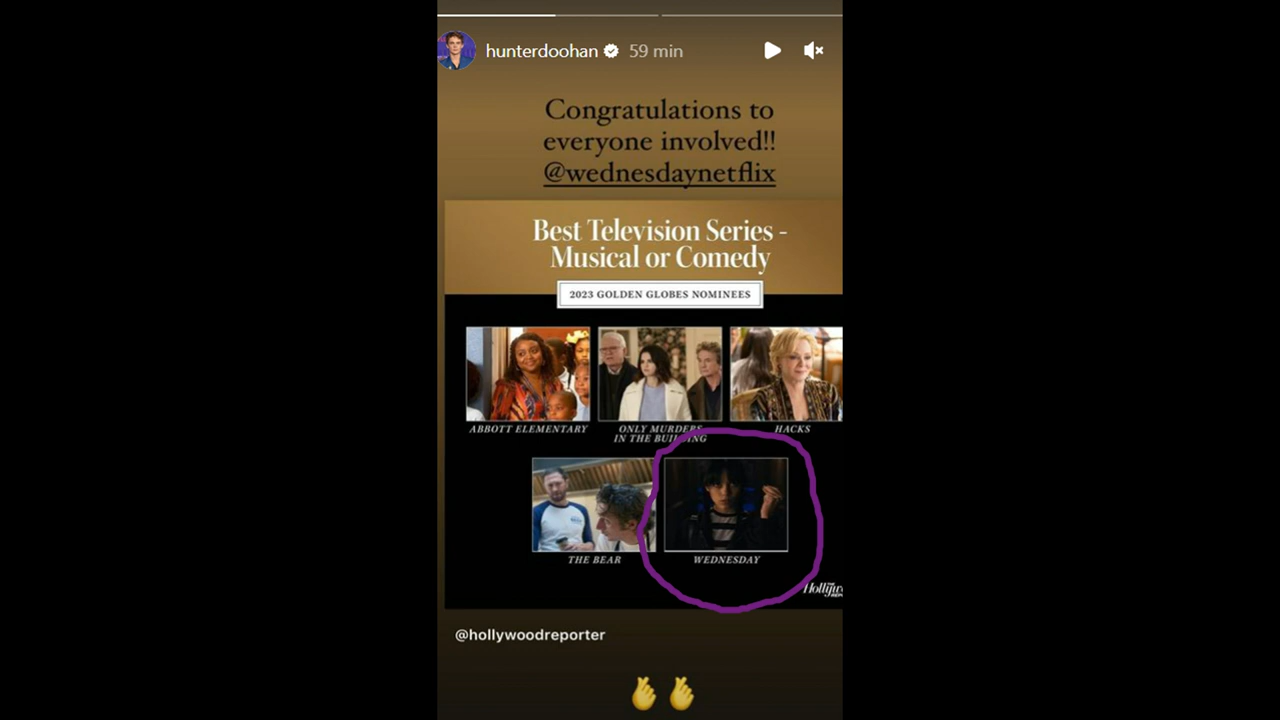 hunterdoohan 59 min
Congratulations to
everyone involved!!
@wednesdaynetflix
Best Television Series -
Musical or Comedy
2023 GOLDEN GLOBES NOMINEES
ABBOTT ELEMENTARY
ONLY MURDERS
IN THE BUILDING
HACKS
THE BEAR
WEDNESDAY
THE
@hollywoodreporter